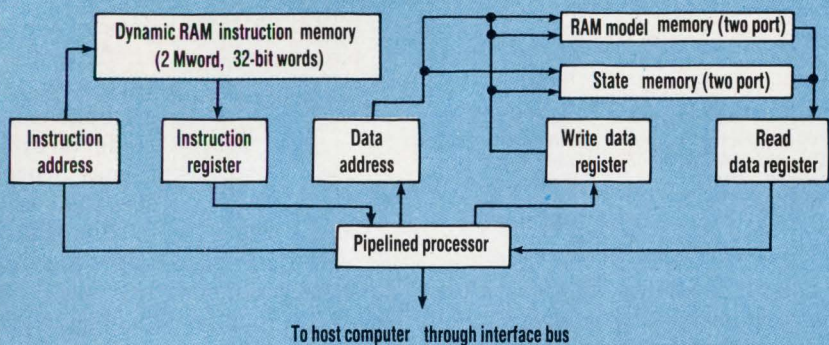 Dynamic RAM instruction memory
(2 Mword, 32-bit words)
RAM model memory (two port)
State memory (two port)
Instruction
address
Instruction
register
Data
address
Write data
register
Read
data register
Pipelined processor
To host computer through interface bus